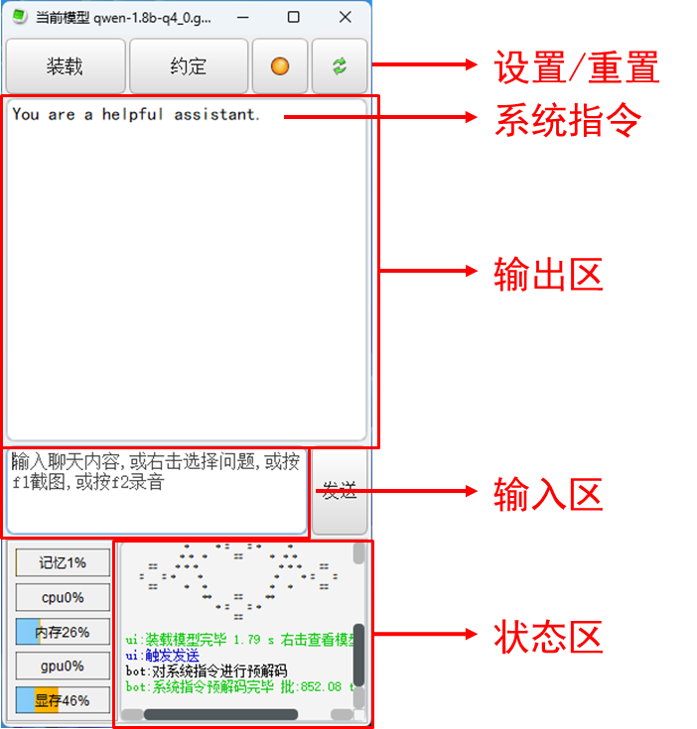 当前模型 qwen-1.8b-q4_0.g...
装载 约定
设置/重置
You are a helpful assistant.
系统指令
输出区
输入聊天内容,或右击选择问题,或按
f1截图,或按f2录音
发送
输入区
记忆1%
cpu0%
内存26%
gpu0%
显存46%
ui:装载模型完毕 1.79 s 右击查看模
ui:触发发送
bot:对系统指令进行预解码
bot:系统指令预解码完毕 批:852.08 t
状态区